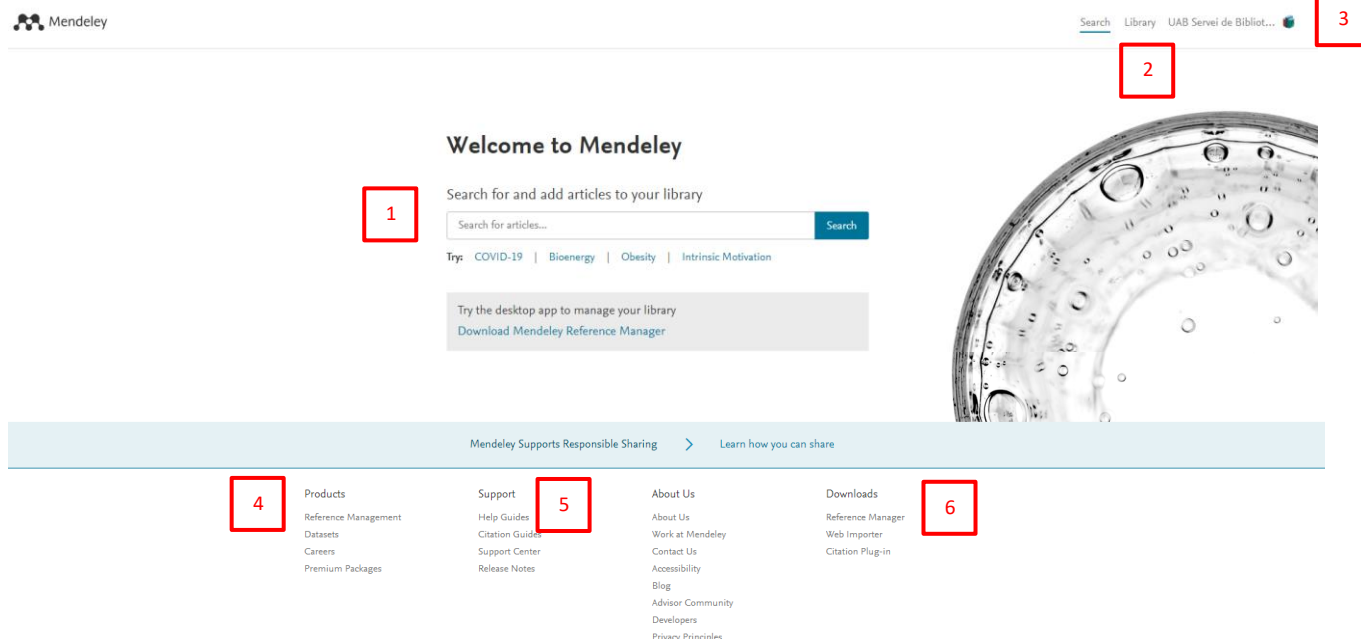 Mendeley
Search Library UAB Servei de Bibliot...
3
2
Welcome to Mendeley
Search for and add articles to your library
1
Search for articles... Search
Try: COVID-19 | Bioenergy | Obesity | Intrinsic Motivation
Try the desktop app to manage your library
Download Mendeley Reference Manager
Mendeley Supports Responsible Sharing > Learn how you can share
4
Products
Reference Management
Datasets
Careers
Premium Packages
Support
5
Help Guides
Citation Guides
Support Center
Release Notes
About Us
About Us
Work at Mendeley
Contact Us
Accessibility
Blog
Advisor Community
Developers
Privacy Principles
Downloads
6
Reference Manager
Web Importer
Citation Plug-in